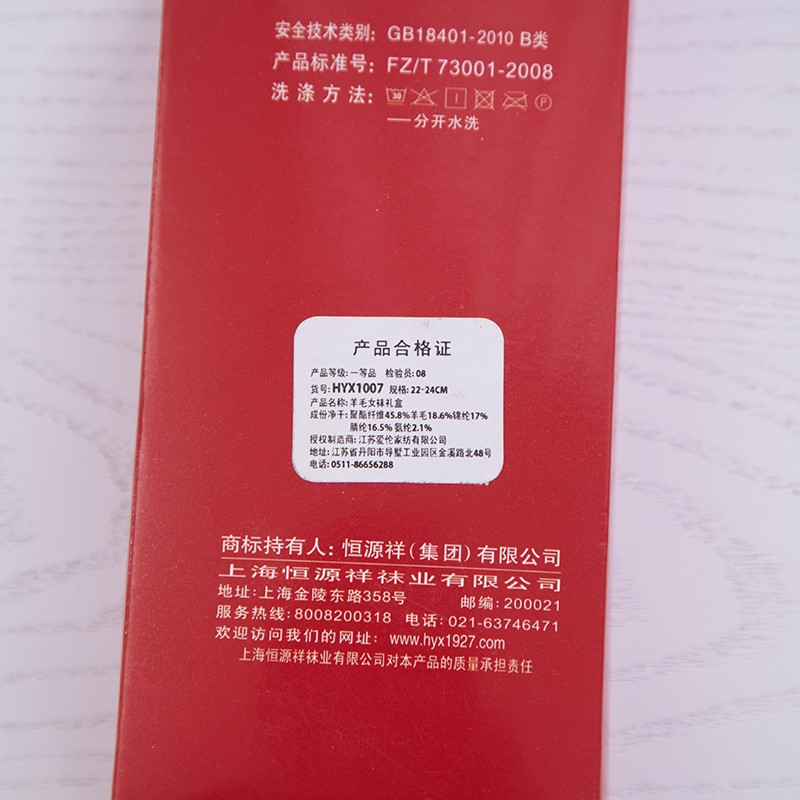 安全技术类别: GB18401-2010 B类
产品标准号: FZ/T 73001-2008
洗涤方法: 30 P
——分开水洗
产品合格证
产品等级:一等品 检验员:08
货号:HYX1007 规格:22-24CM
产品名称:羊毛女袜礼盒
成份净干:聚酯纤维45.8%羊毛18.6%锦纶17%
腈纶16.5% 氨纶2.1%
授权制造商:江苏爱伦家纺有限公司
地址:江苏省丹阳市导墅工业园区金溪路北48号
电话:0511-86656288
商标持有人: 恒源祥(集团)有限公司
上海恒源祥袜业有限公司
地址:上海金陵东路358号 邮编:200021
服务热线:8008200318 电话:021-63746471
欢迎访问我们的网址: www.hyx1927.com
上海恒源祥袜业有限公司对本产品的质量承担责任